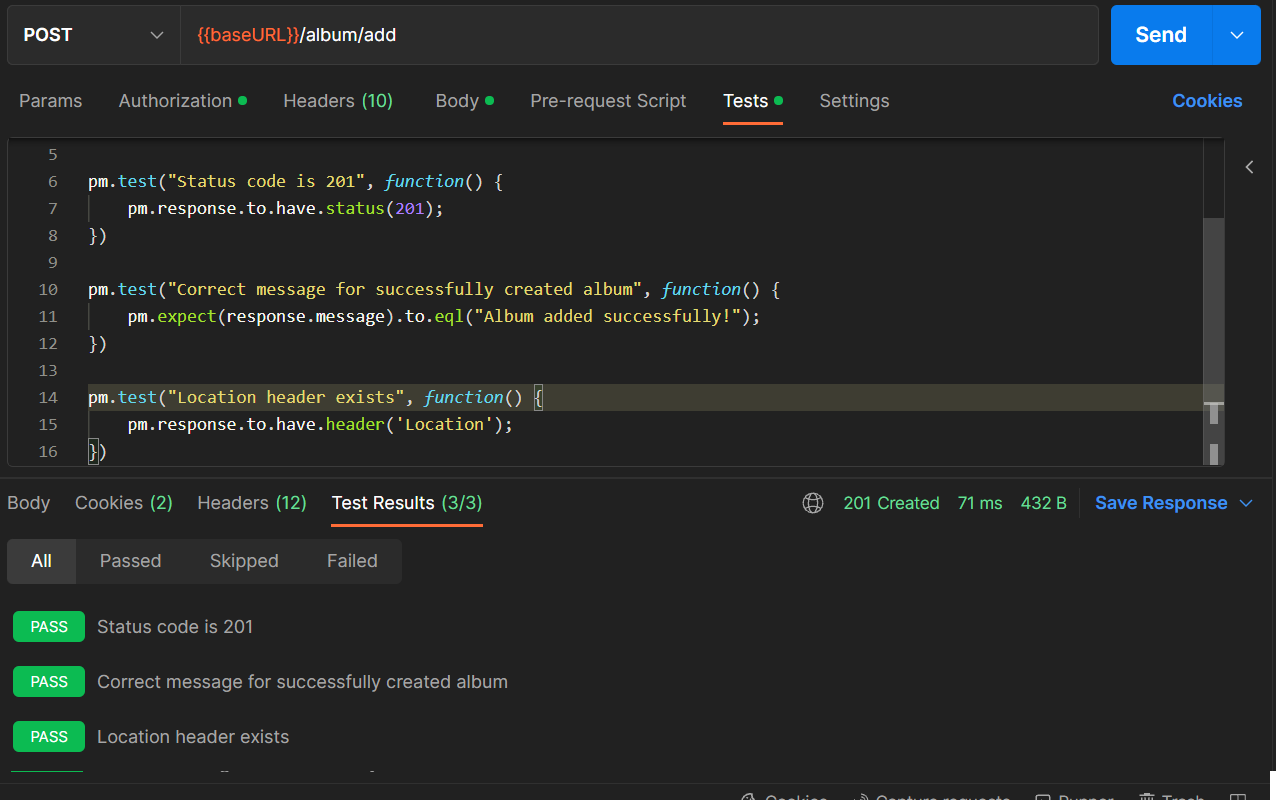 POST {{baseURL}}/album/add Send
Params Authorization Headers (10) Body Pre-request Script Tests Settings Cookies
5
6 pm.test("Status code is 201", function() {
7 pm.response.to.have.status(201);
8 })
9
10 pm.test("Correct message for successfully created album", function() {
11 pm.expect(response.message).to.eql("Album added successfully!");
12 })
13
14 pm.test("Location header exists", function() {
15 pm.response.to.have.header('Location');
16 })
Body Cookies (2) Headers (12) Test Results (3/3) 201 Created 71 ms 432 B Save Response
All Passed Skipped Failed
PASS Status code is 201
PASS Correct message for successfully created album
PASS Location header exists
Cookies Capture requests Runner Trash